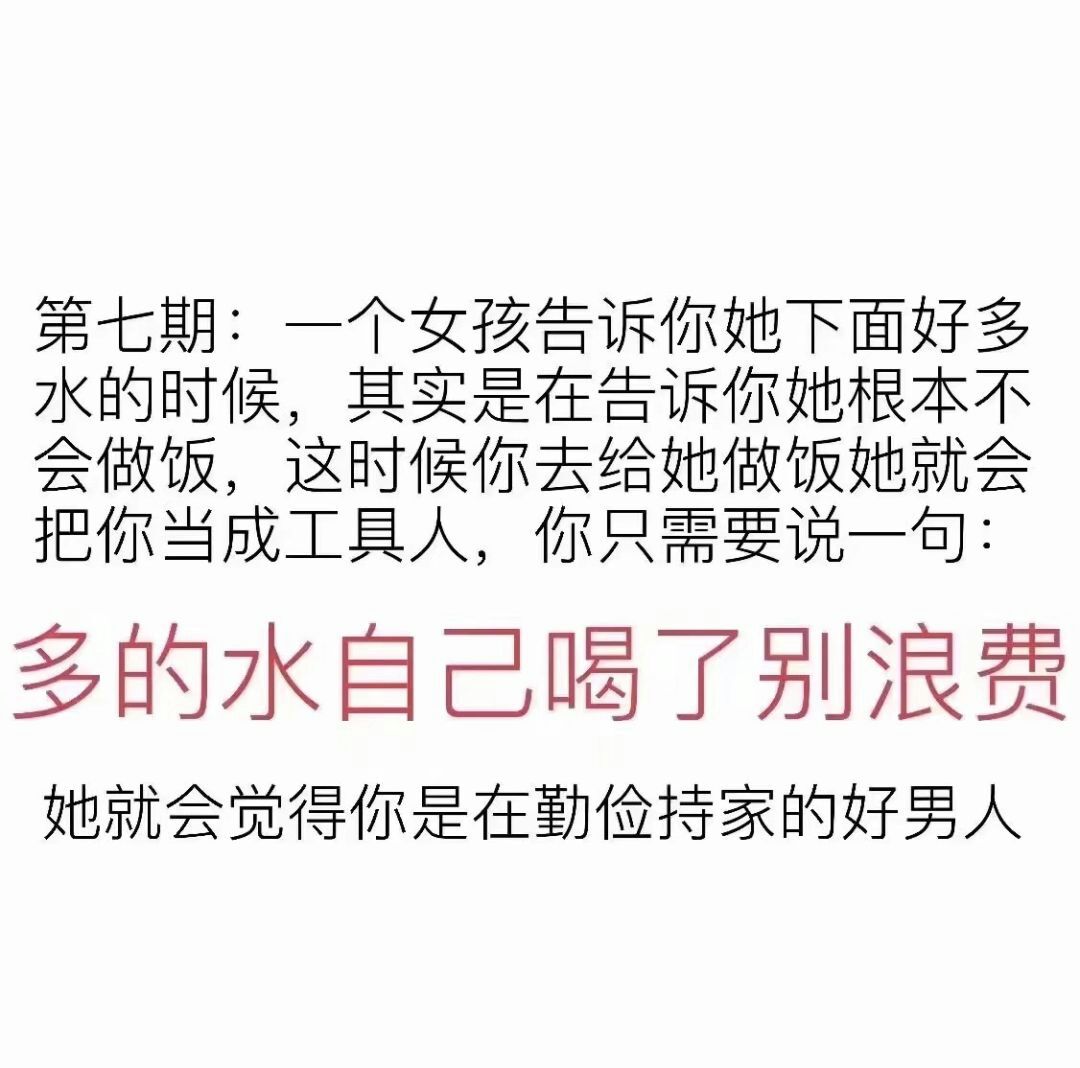 第七期：一个女孩告诉你她下面好多
水的时候，其实是在告诉你她根本不
会做饭，这时候你去给她做饭她就会
把你当成工具人，你只需要说一句：
多的水自己喝了别浪费
她就会觉得你是在勤俭持家的好男人